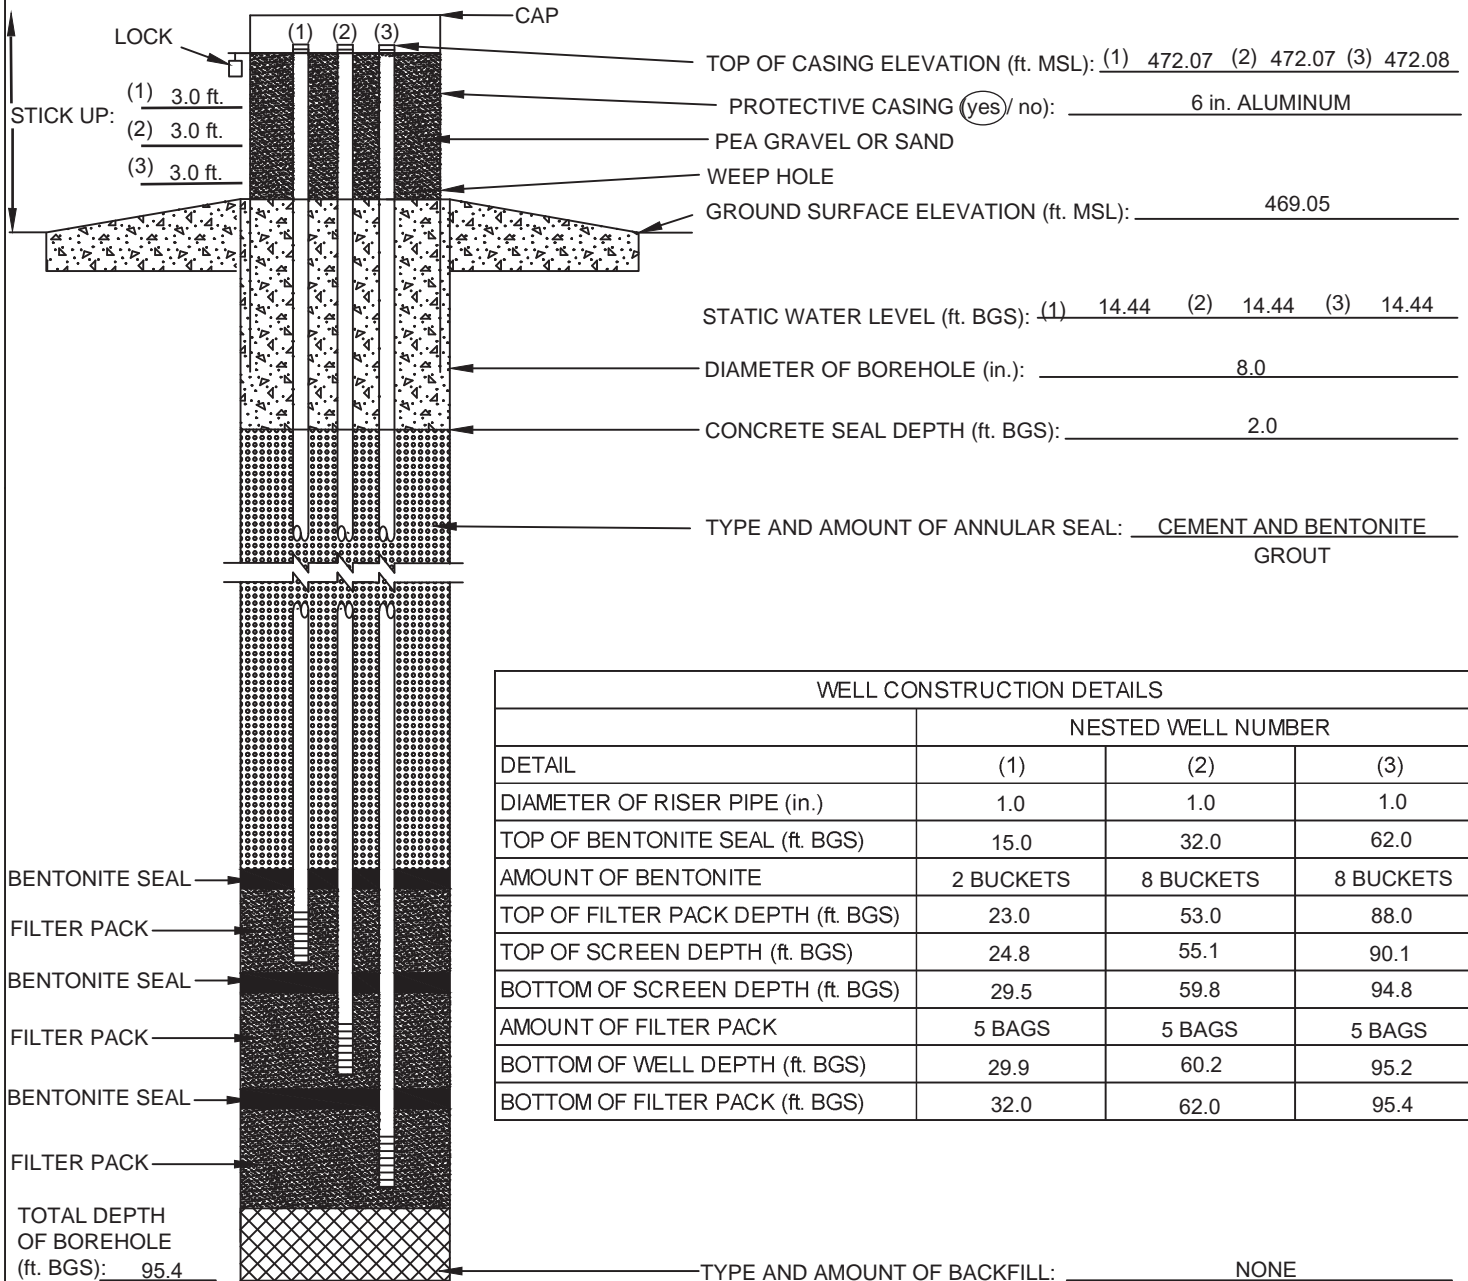 CAP
LOCK
(1) (2) (3)
TOP OF CASING ELEVATION (ft. MSL): (1) 472.07 (2) 472.07 (3) 472.08
STICK UP:
(1) 3.0 ft.
(2) 3.0 ft.
(3) 3.0 ft.
PROTECTIVE CASING (yes / no): 6 in. ALUMINUM
PEA GRAVEL OR SAND
WEEP HOLE
GROUND SURFACE ELEVATION (ft. MSL): 469.05
STATIC WATER LEVEL (ft. BGS): (1) 14.44 (2) 14.44 (3) 14.44
DIAMETER OF BOREHOLE (in.): 8.0
CONCRETE SEAL DEPTH (ft. BGS): 2.0
TYPE AND AMOUNT OF ANNULAR SEAL: CEMENT AND BENTONITE
GROUT
WELL CONSTRUCTION DETAILS
NESTED WELL NUMBER
DETAIL (1) (2) (3)
DIAMETER OF RISER PIPE (in.) 1.0 1.0 1.0
TOP OF BENTONITE SEAL (ft. BGS) 15.0 32.0 62.0
AMOUNT OF BENTONITE 2 BUCKETS 8 BUCKETS 8 BUCKETS
TOP OF FILTER PACK DEPTH (ft. BGS) 23.0 53.0 88.0
TOP OF SCREEN DEPTH (ft. BGS) 24.8 55.1 90.1
BOTTOM OF SCREEN DEPTH (ft. BGS) 29.5 59.8 94.8
AMOUNT OF FILTER PACK 5 BAGS 5 BAGS 5 BAGS
BOTTOM OF WELL DEPTH (ft. BGS) 29.9 60.2 95.2
BOTTOM OF FILTER PACK (ft. BGS) 32.0 62.0 95.4
BENTONITE SEAL
FILTER PACK
BENTONITE SEAL
FILTER PACK
BENTONITE SEAL
FILTER PACK
TOTAL DEPTH
OF BOREHOLE
(ft. BGS): 95.4
TYPE AND AMOUNT OF BACKFILL: NONE